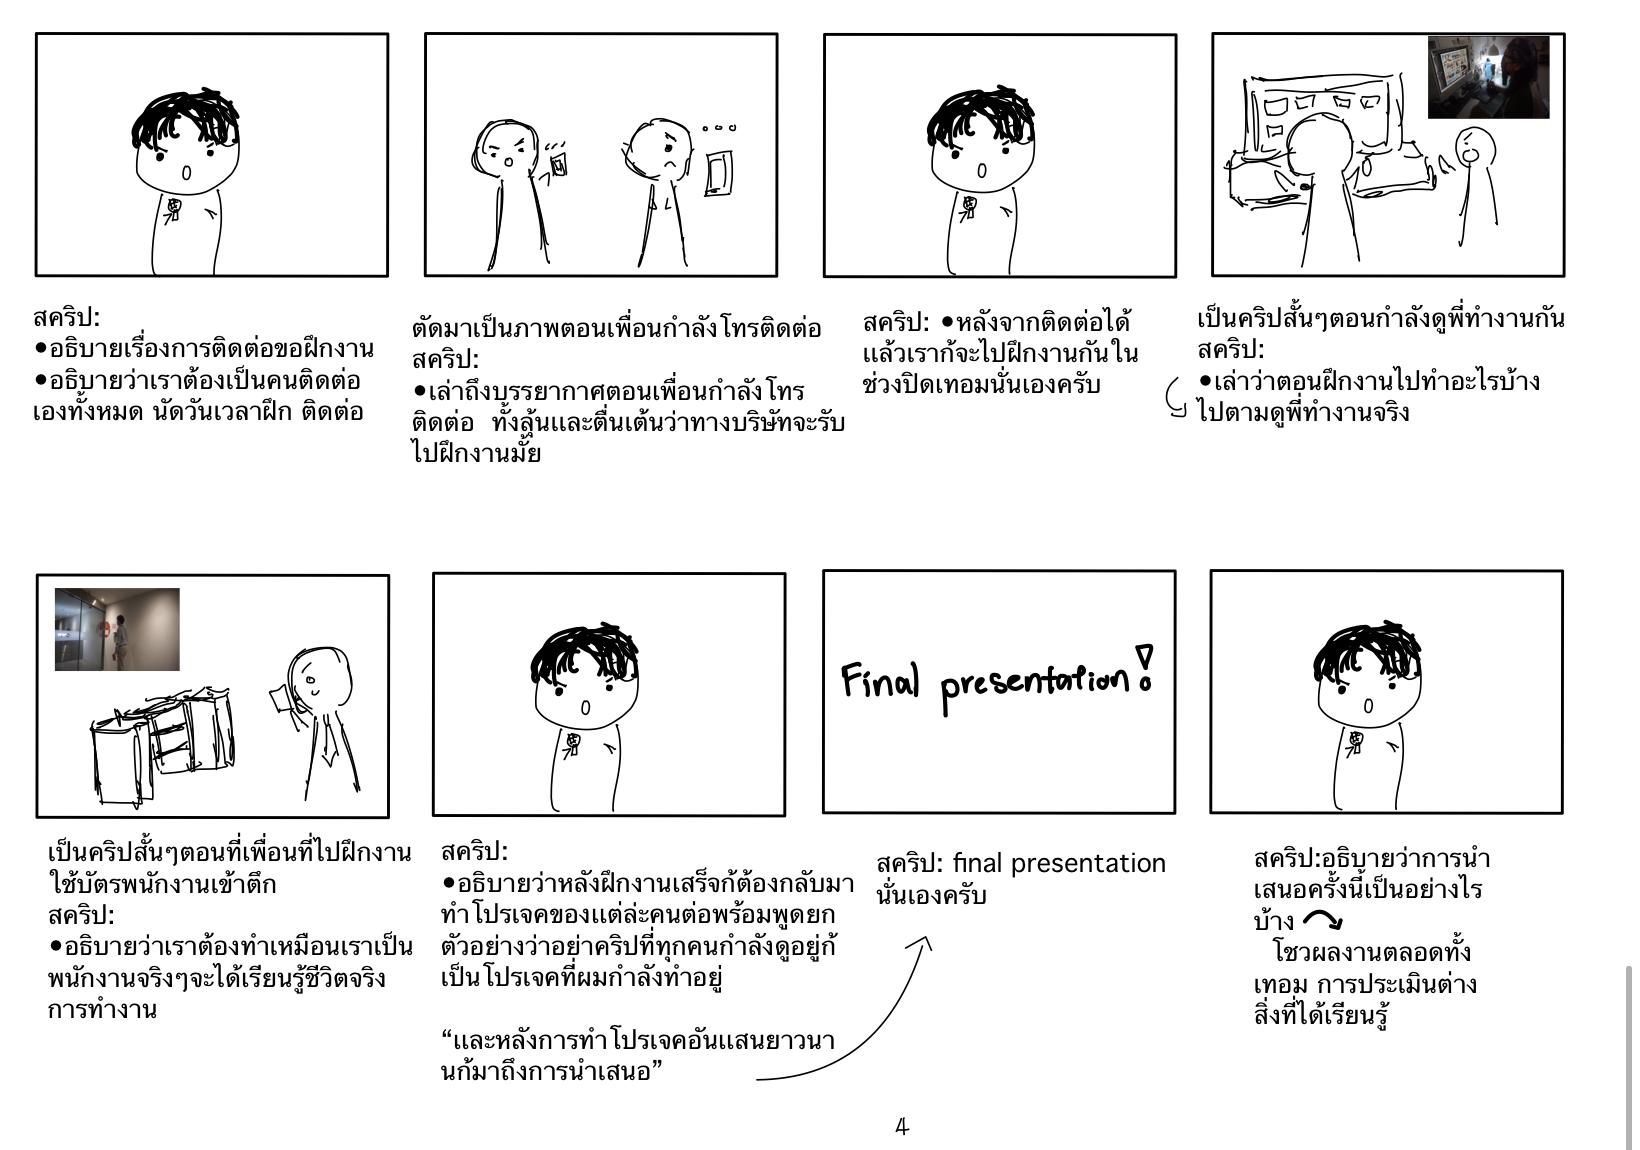 สคริป:
•อธิบายเรื่องการติดต่อขอฝึกงาน
•อธิบายว่าเราต้องเป็นคนติดต่อ
เองทั้งหมด นัดวันเวลาฝึก ติดต่อ
ตัดมาเป็นภาพตอนเพื่อนกำลังโทรติดต่อ
สคริป:
•เล่าถึงบรรยากาศตอนเพื่อนกำลังโทร
ติดต่อ ทั้งลุ้นและตื่นเต้นว่าทางบริษัทจะรับ
ไปฝึกงานมั้ย
สคริป: •หลังจากติดต่อได้
แล้วเราก้จะไปฝึกงานกันใน
ช่วงปิดเทอมนั่นเองครับ
เป็นคริปสั้นๆตอนกำลังดูพี่ทำงานกัน
สคริป:
•เล่าว่าตอนฝึกงานไปทำอะไรบ้าง
ไปตามดูพี่ทำงานจริง
เป็นคริปสั้นๆตอนที่เพื่อนที่ไปฝึกงาน
ใช้บัตรพนักงานเข้าตึก
สคริป:
•อธิบายว่าเราต้องทำเหมือนเราเป็น
พนักงานจริงๆจะได้เรียนรู้ชีวิตจริง
การทำงาน
สคริป:
•อธิบายว่าหลังฝึกงานเสร็จก้ต้องกลับมา
ทำโปรเจคของแต่ล่ะคนต่อพร้อมพูดยก
ตัวอย่างว่าอย่าคริปที่ทุกคนกำลังดูอยู่ก้
เป็นโปรเจคที่ผมกำลังทำอยู่
“และหลังการทำโปรเจคอันแสนยาวนา
นก้มาถึงการนำเสนอ”
Final presentation!
สคริป: final presentation
นั่นเองครับ
สคริป:อธิบายว่าการนำ
เสนอครั้งนี้เป็นอย่างไร
บ้าง
โชวผลงานตลอดทั้ง
เทอม การประเมินต่าง
สิ่งที่ได้เรียนรู้
4